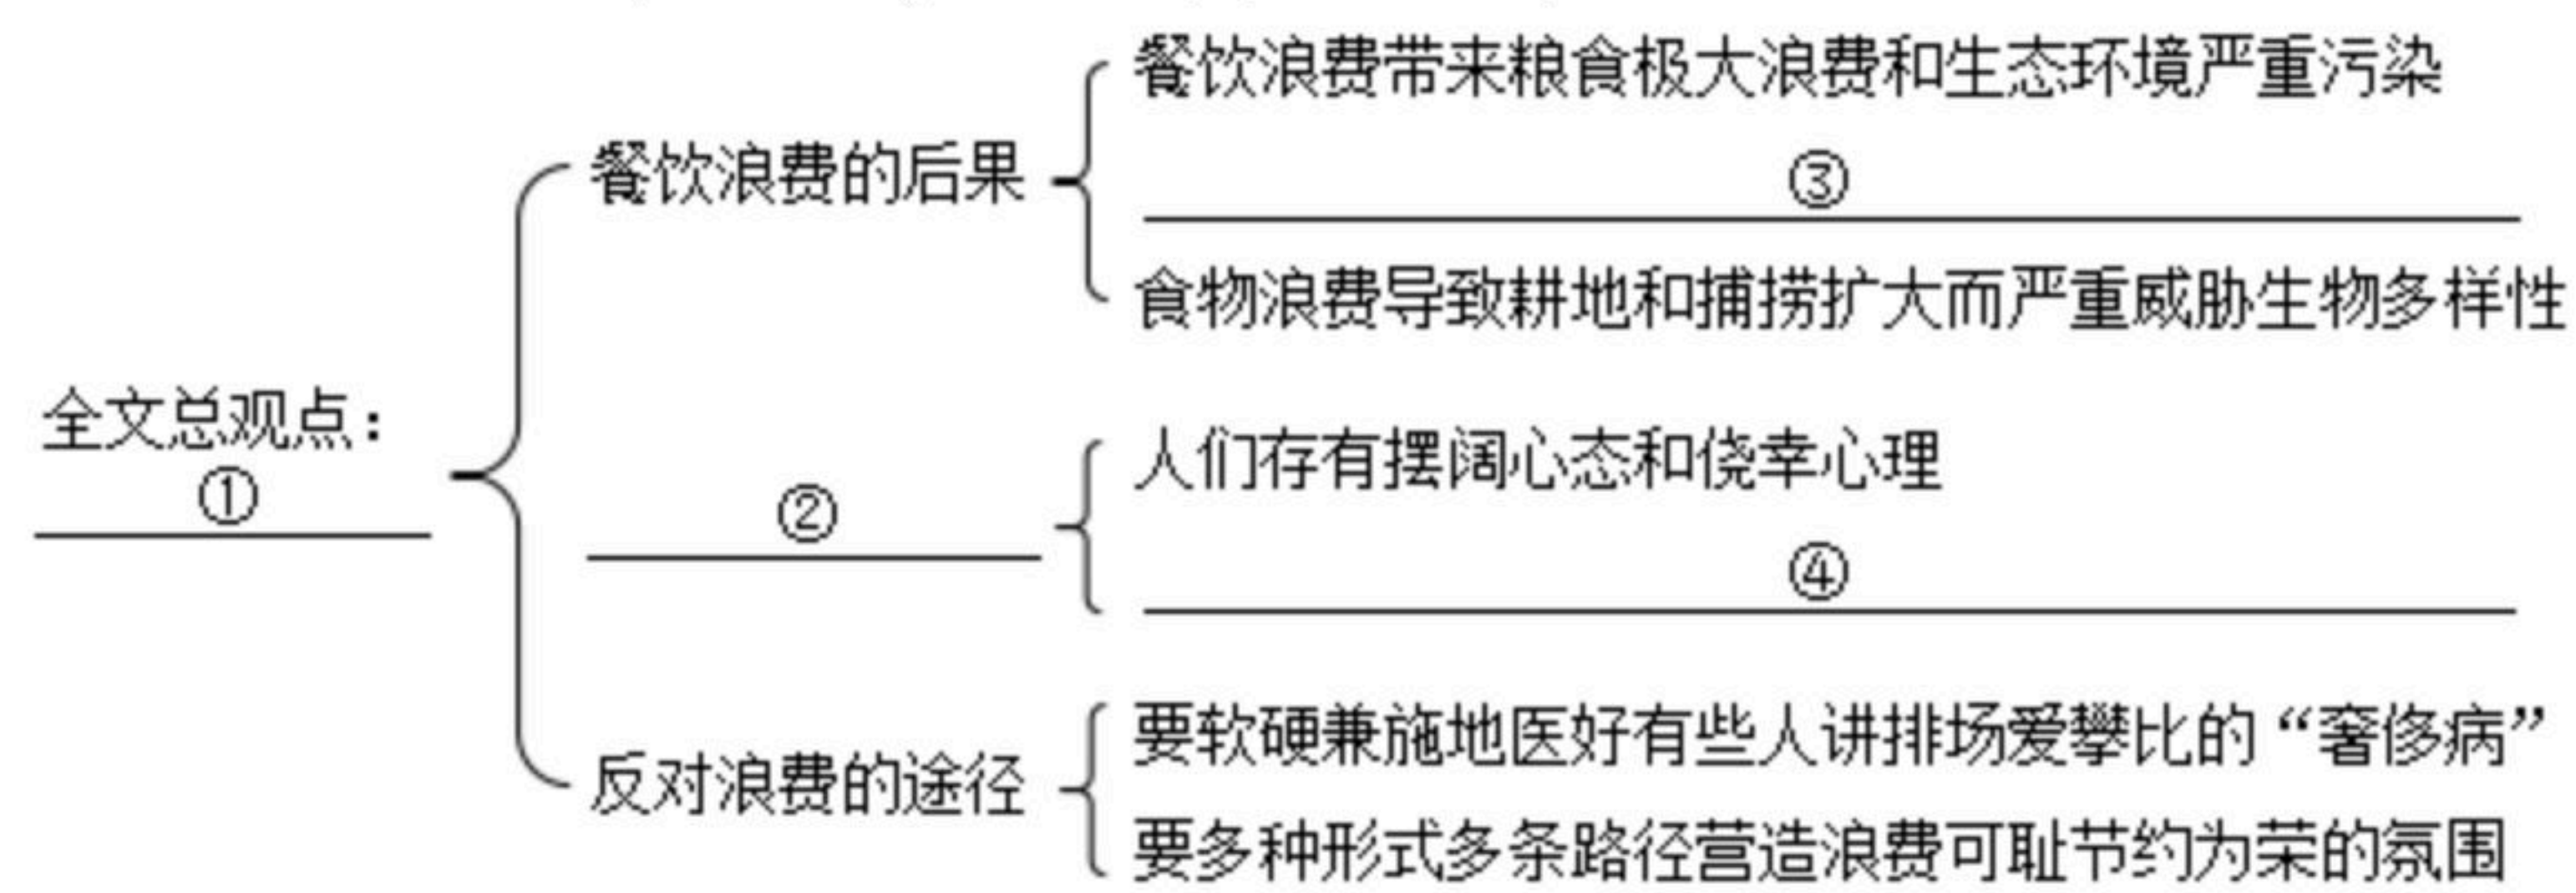 餐饮浪费带来粮食极大浪费和生态环境严重污染
餐饮浪费的后果
③
食物浪费导致耕地和捕捞扩大而严重威胁生物多样性
全文总观点：
①
人们存有摆阔心态和侥幸心理
②
④
反对浪费的途径
要软硬兼施地医好有些人讲排场爱攀比的“奢侈病”
要多种形式多条路径营造浪费可耻节约为荣的氛围